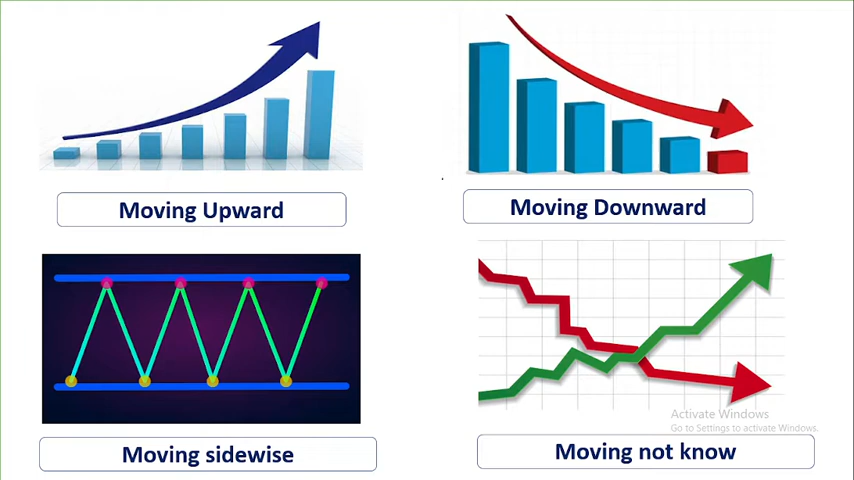 Moving Upward
Moving Downward
Moving sidewise
Moving not know
Activate Windows
Go to Settings to activate Windows.